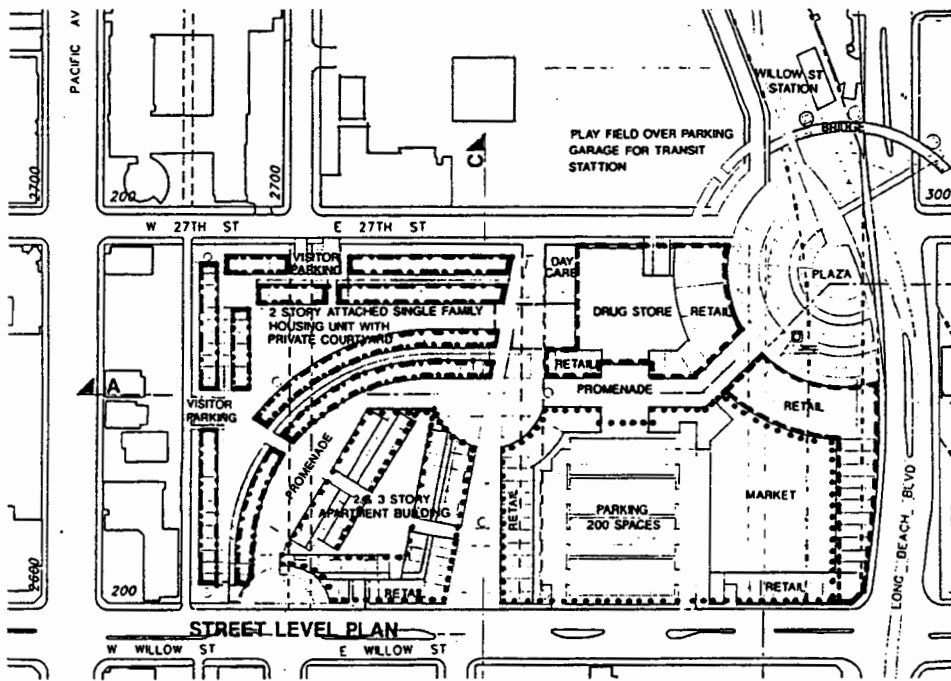 PACIFIC AV
WILLOW ST
STATION
BRIDGE
PLAY FIELD OVER PARKING
GARAGE FOR TRANSIT
STATTION
C
2700
200
2700
300
W 27TH ST
E 27TH ST
VISITOR
PARKING
DAY
CARE
PLAZA
DRUG STORE
RETAIL
2 STORY ATTACHED SINGLE FAMILY
HOUSING UNIT WITH
PRIVATE COURTYARD
RETAIL
PROMENADE
A
VISITOR
PARKING
RETAIL
PROMENADE
2 & 3 STORY
APARTMENT BUILDING
RETAIL
PARKING
200 SPACES
MARKET
C
LONG BEACH BLVD
2600
200
RETAIL
RETAIL
STREET LEVEL PLAN
W WILLOW ST
E WILLOW ST